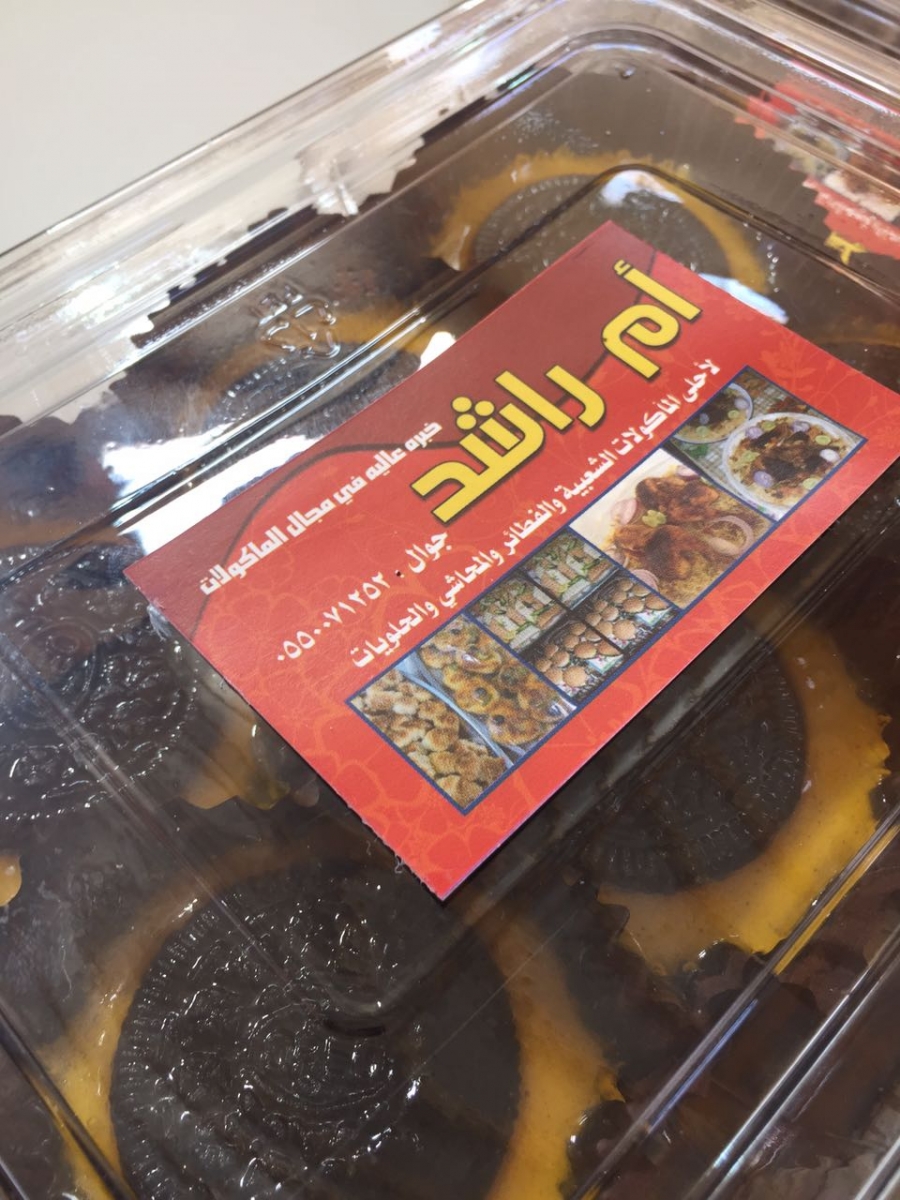 أم راشد
خبره عاليه في مجال المأكولات
لأحلى المأكولات الشعبية والفطائر والمحاشي والحلويات
جوال : ٠٥٥٠٠٧١٢٥٢